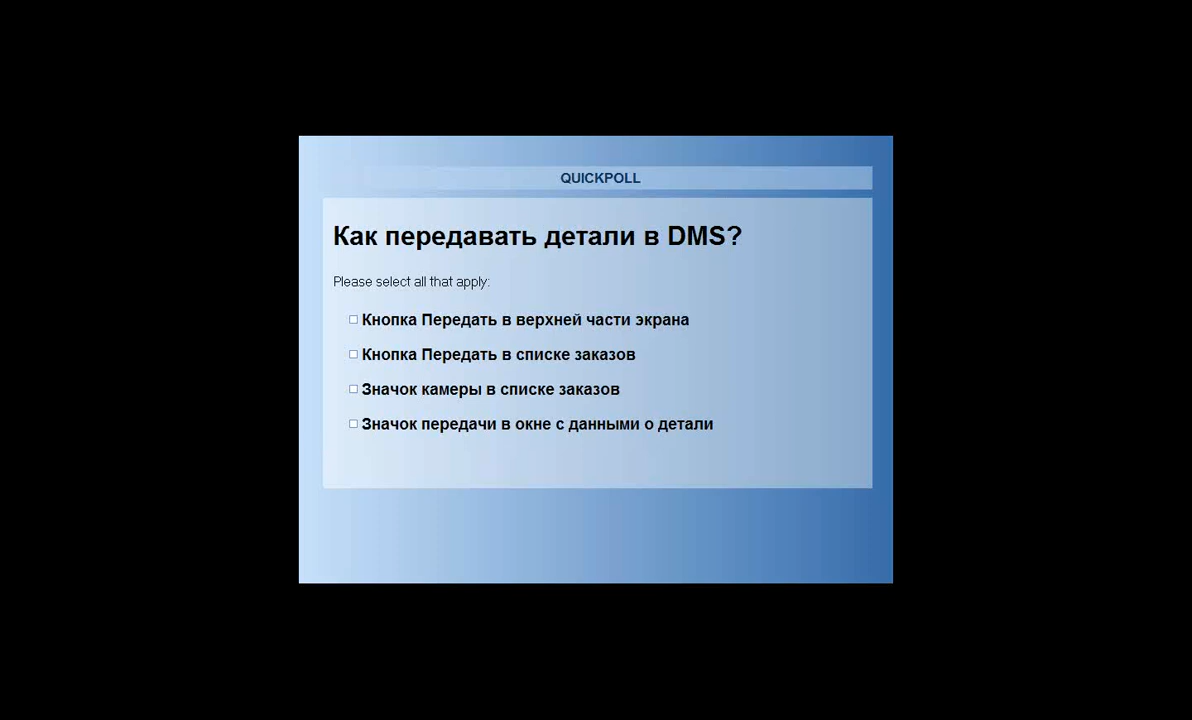 QUICKPOLL
Как передавать детали в DMS?
Please select all that apply:
Кнопка Передать в верхней части экрана
Кнопка Передать в списке заказов
Значок камеры в списке заказов
Значок передачи в окне с данными о детали